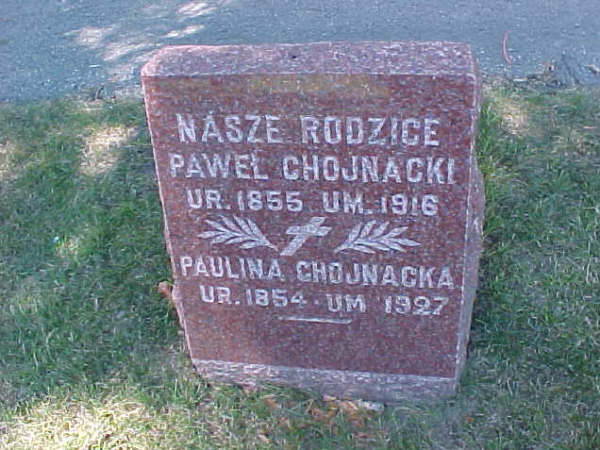 NASZE RODZICE
PAWEŁ CHOJNACKI
UR. 1855 UM. 1916
PAULINA CHOJNACKA
UR. 1854 - UM 1927